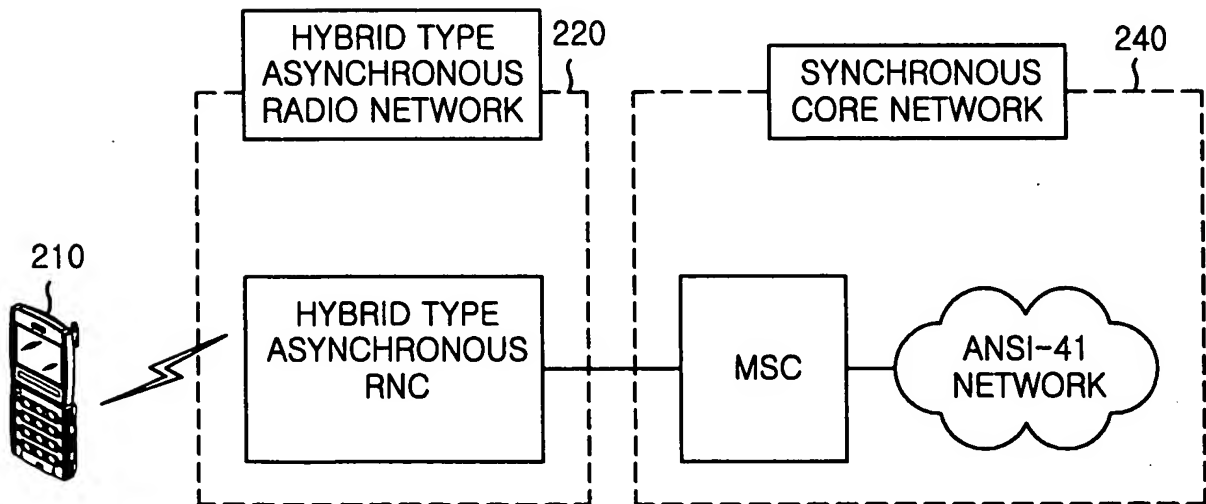 HYBRID TYPE
ASYNCHRONOUS
RADIO NETWORK
220
SYNCHRONOUS
CORE NETWORK
240
210
HYBRID TYPE
ASYNCHRONOUS
RNC
MSC
ANSI-41
NETWORK